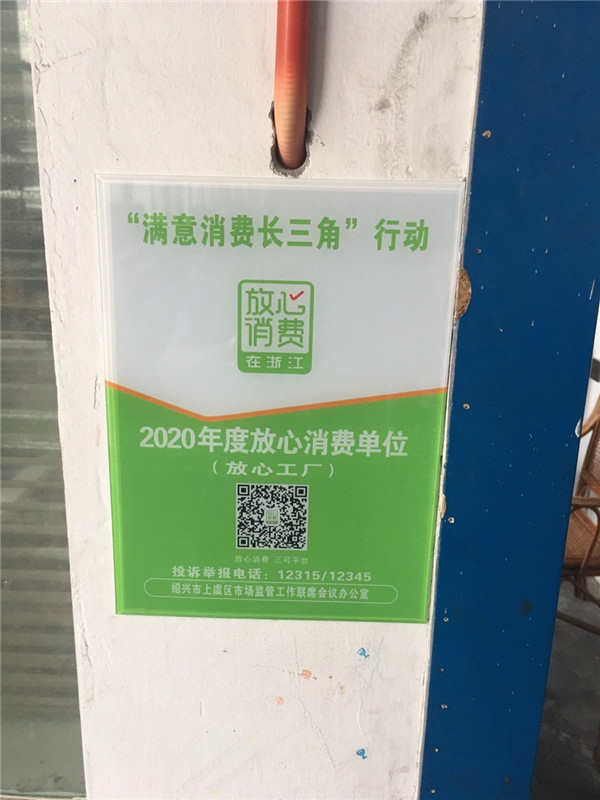 “满意消费长三角”行动
放心
消费
在浙江
2020年度放心消费单位
（放心工厂）
放心消费 三可平台
投诉举报电话：12315/12345
绍兴市上虞区市场监管工作联席会议办公室